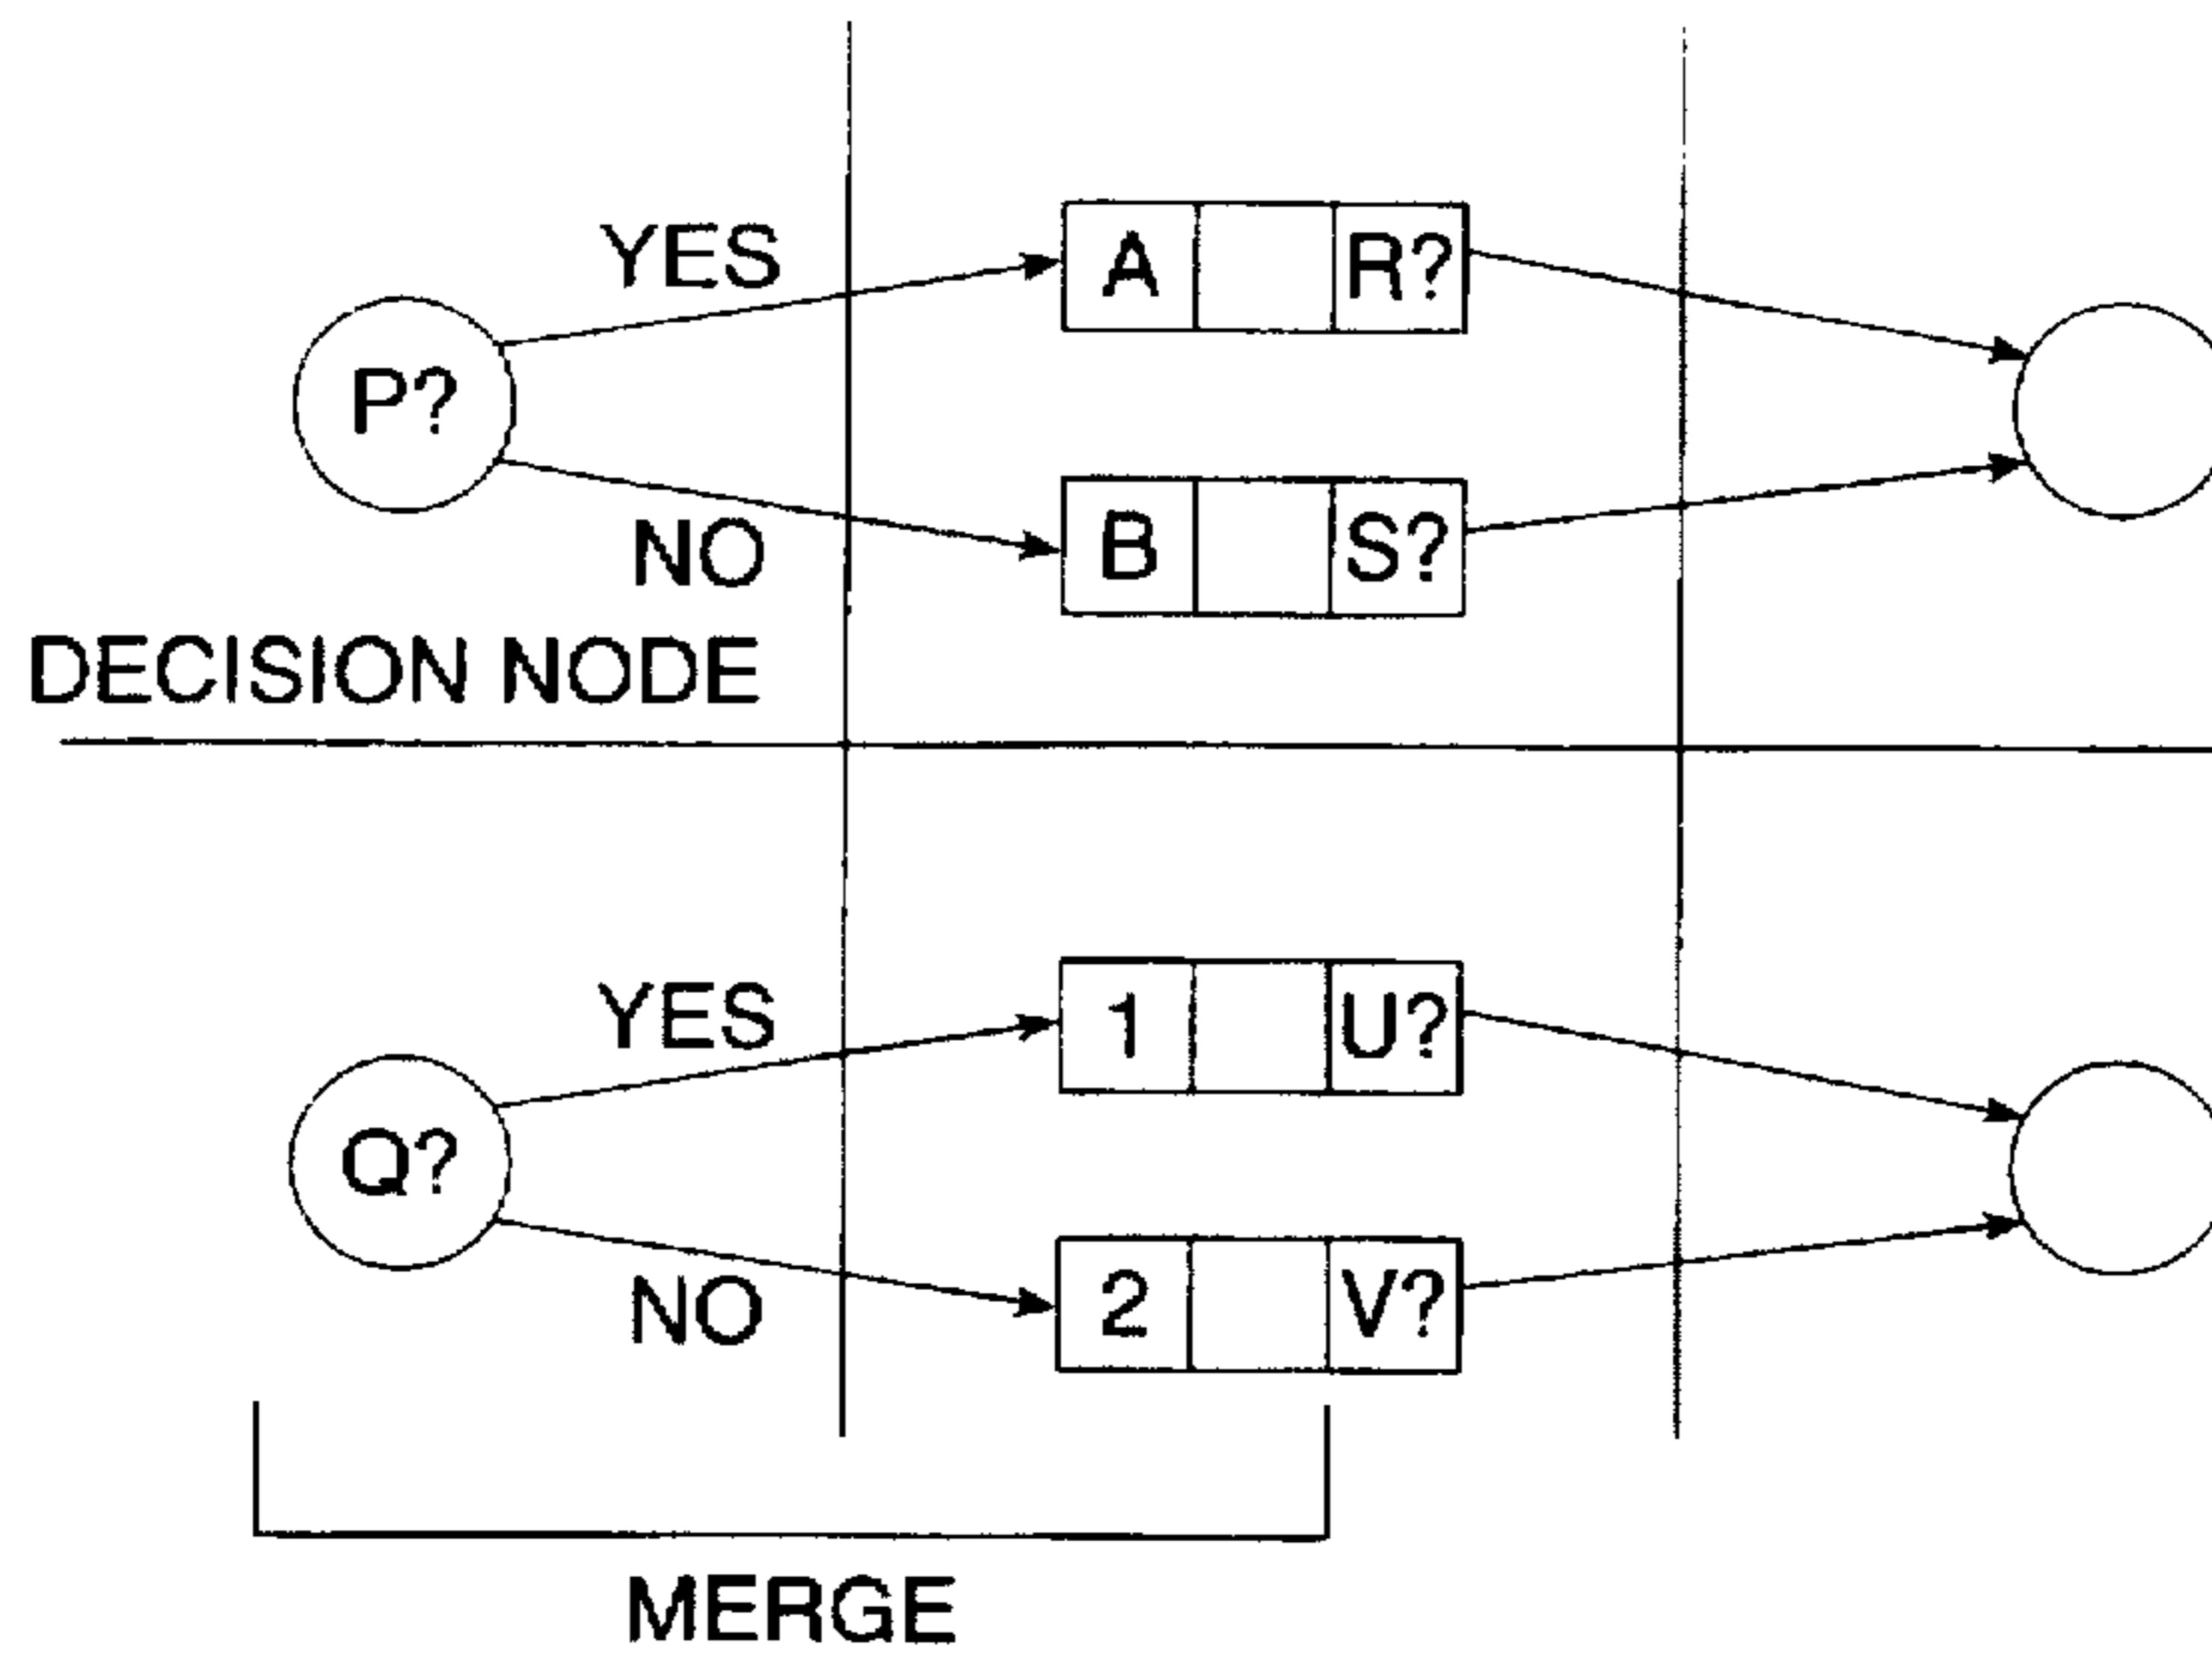 YES
A R?
P?
B S?
NO
DECISION NODE
YES
1 U?
Q?
2 V?
NO
MERGE